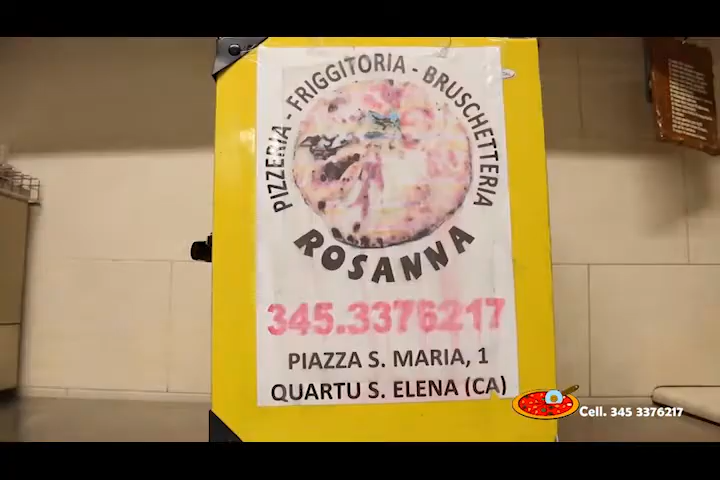 PIZZERIA - FRIGGITORIA - BRUSCHETTERIA
ROSANNA
345.3376217
PIAZZA S. MARIA, 1
QUARTU S. ELENA (CA)
Cell. 345 3376217